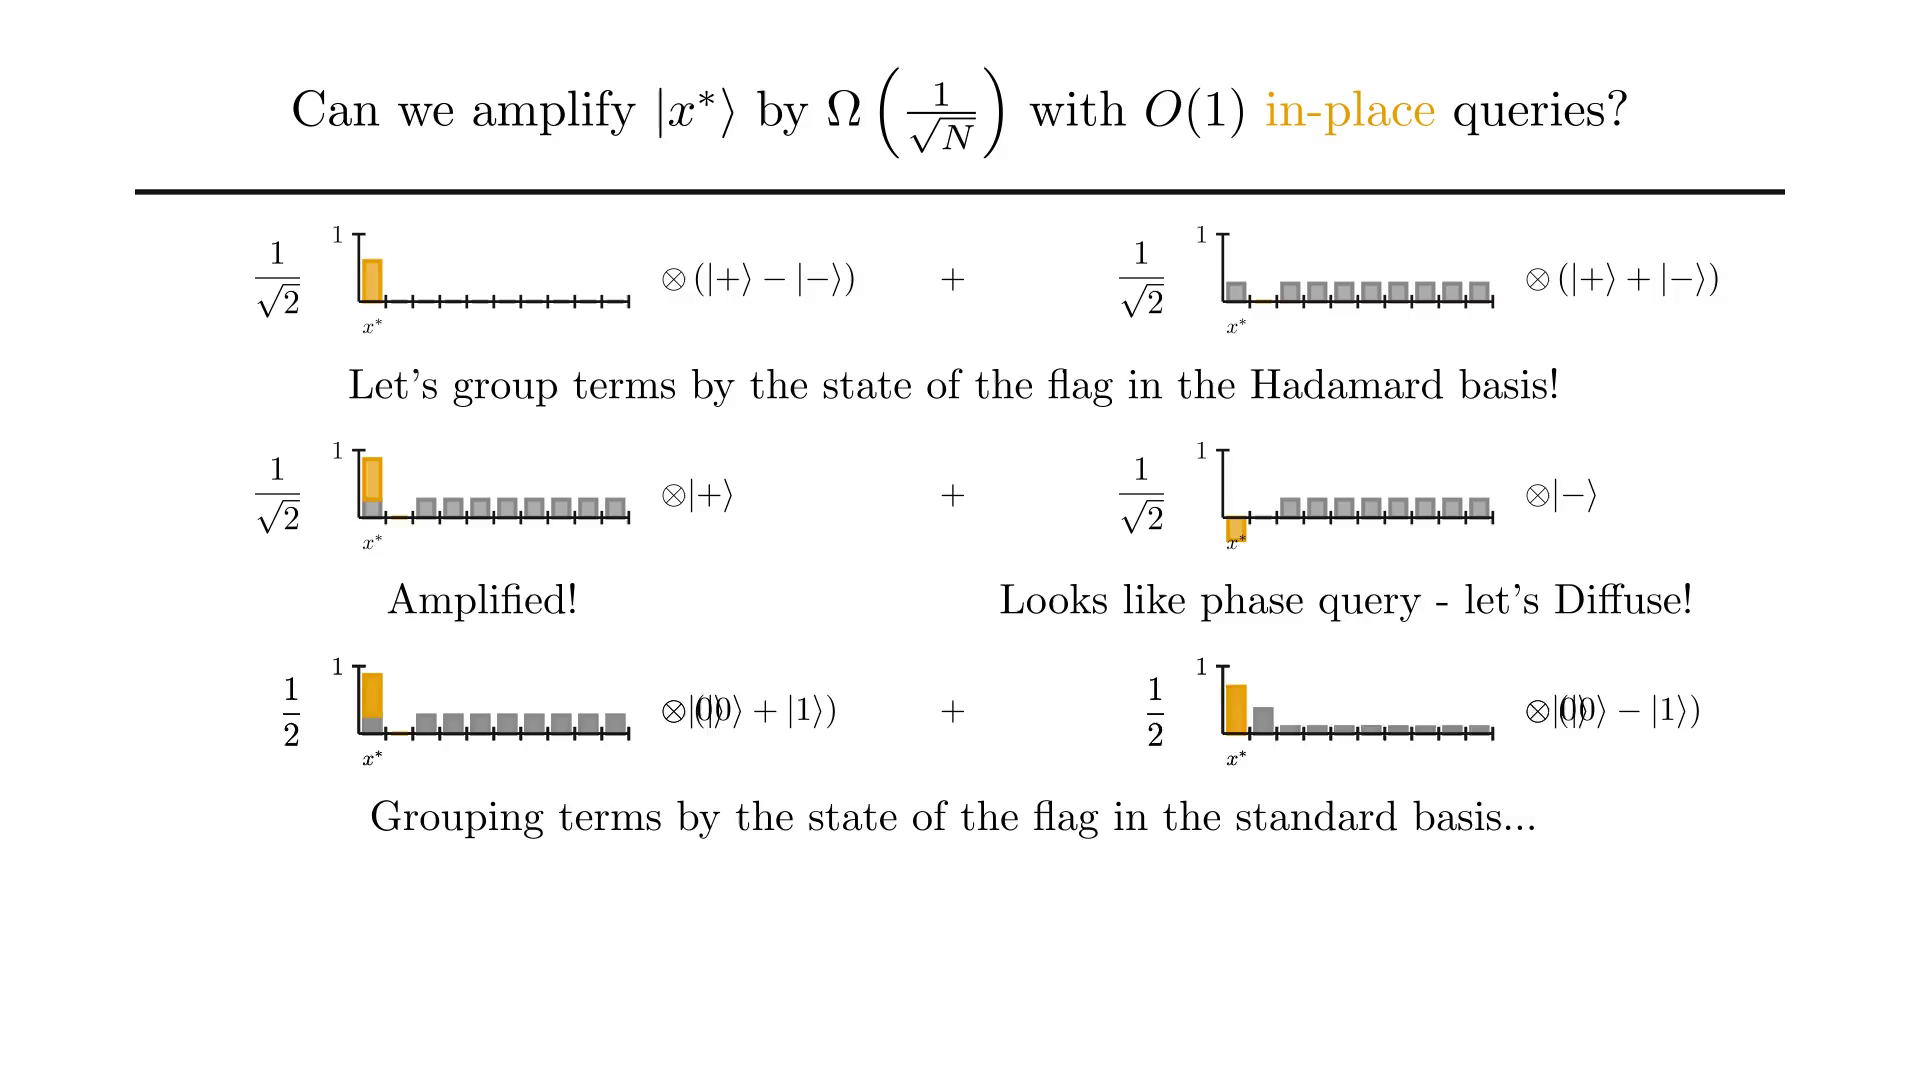 Can we amplify |x*⟩ by Ω(1/√N) with O(1) in-place queries?
1/√2 1 x* ⊗(|+⟩ − |−⟩) + 1/√2 1 x* ⊗(|+⟩ + |−⟩)
Let's group terms by the state of the flag in the Hadamard basis!
1/√2 1 x* ⊗|+⟩ + 1/√2 1 x* ⊗|−⟩
Amplified! Looks like phase query - let's Diffuse!
1/2 1 x* ⊗ + |1⟩) + 1/2 1 x* ⊗ − |1⟩)
Grouping terms by the state of the flag in the standard basis...